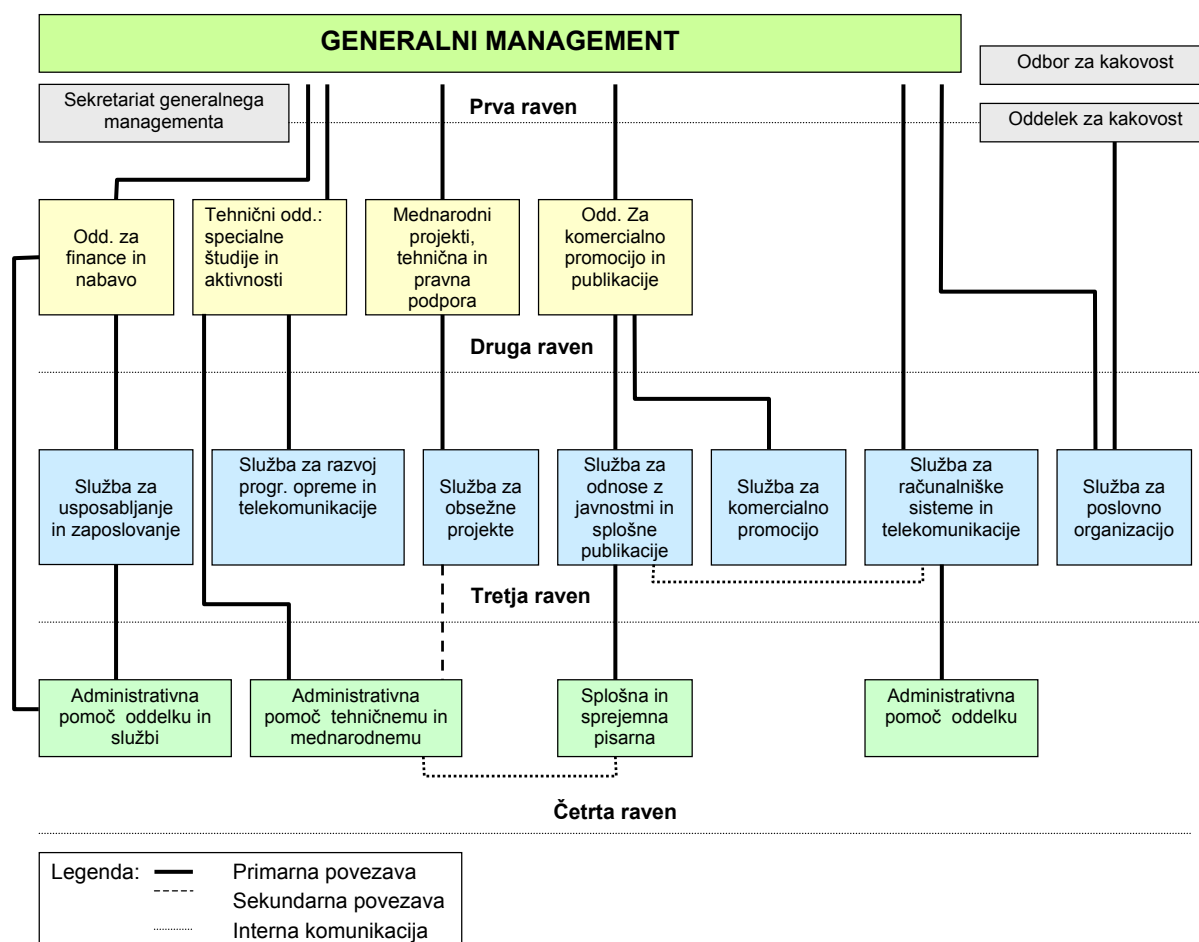 GENERALNI MANAGEMENT
Odbor za kakovost
Sekretariat generalnega
managementa
Prva raven
Oddelek za kakovost
Odd. za
finance in
nabavo
Tehnični odd.:
specialne
študije in
aktivnosti
Mednarodni
projekti,
tehnična in
pravna
podpora
Odd. Za
komercialno
promocijo in
publikacije
Druga raven
Služba za
usposabljanje
in zaposlovanje
Služba za razvoj
progr. opreme in
telekomunikacije
Služba za
obsežne
projekte
Služba za
odnose z
javnostmi in
splošne
publikacije
Služba za
komercialno
promocijo
Služba za
računalniške
sisteme in
telekomunikacije
Služba za
poslovno
organizacijo
Tretja raven
Administrativna
pomoč oddelku in
službi
Administrativna
pomoč tehničnemu in
mednarodnemu
Splošna in
sprejemna
pisarna
Administrativna
pomoč oddelku
Četrta raven
Legenda:
Primarna povezava
Sekundarna povezava
Interna komunikacija